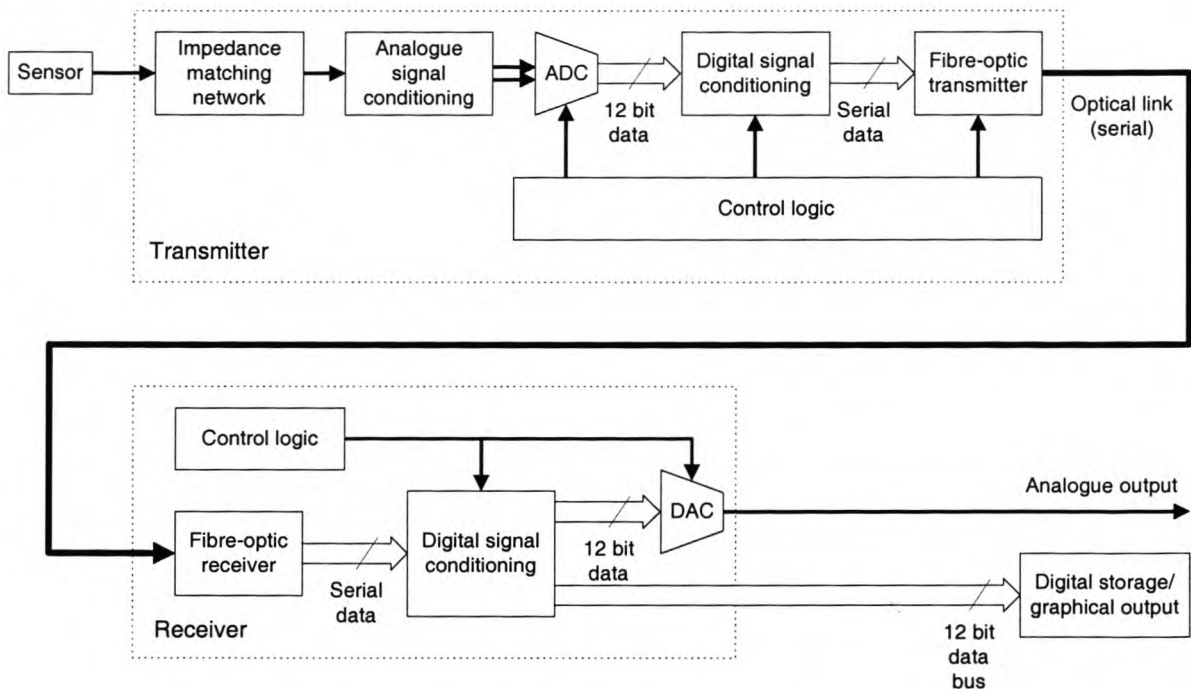 Sensor
Impedance
matching
network
Analogue
signal
conditioning
ADC
12 bit
data
Digital signal
conditioning
Serial
data
Fibre-optic
transmitter
Optical link
(serial)
Control logic
Transmitter
Control logic
Fibre-optic
receiver
Serial
data
Digital signal
conditioning
12 bit
data
DAC
Analogue output
12 bit
data
bus
Digital storage/
graphical output
Receiver